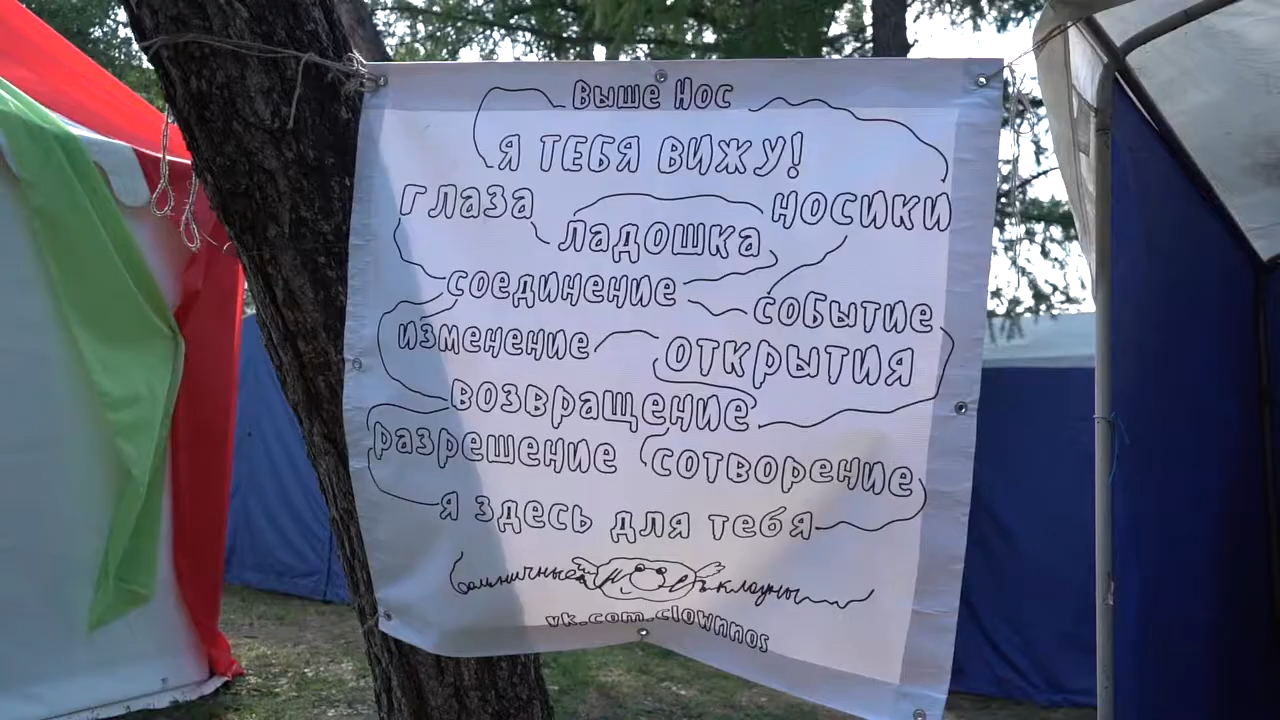 Выше Нос
Я ТЕБЯ ВИЖУ!
глаза носики
ладошка
соединение событие
изменение открытия
возвращение
разрешение сотворение
я здесь для тебя
больничные НОСъ клоуны
vk.com.clownnos